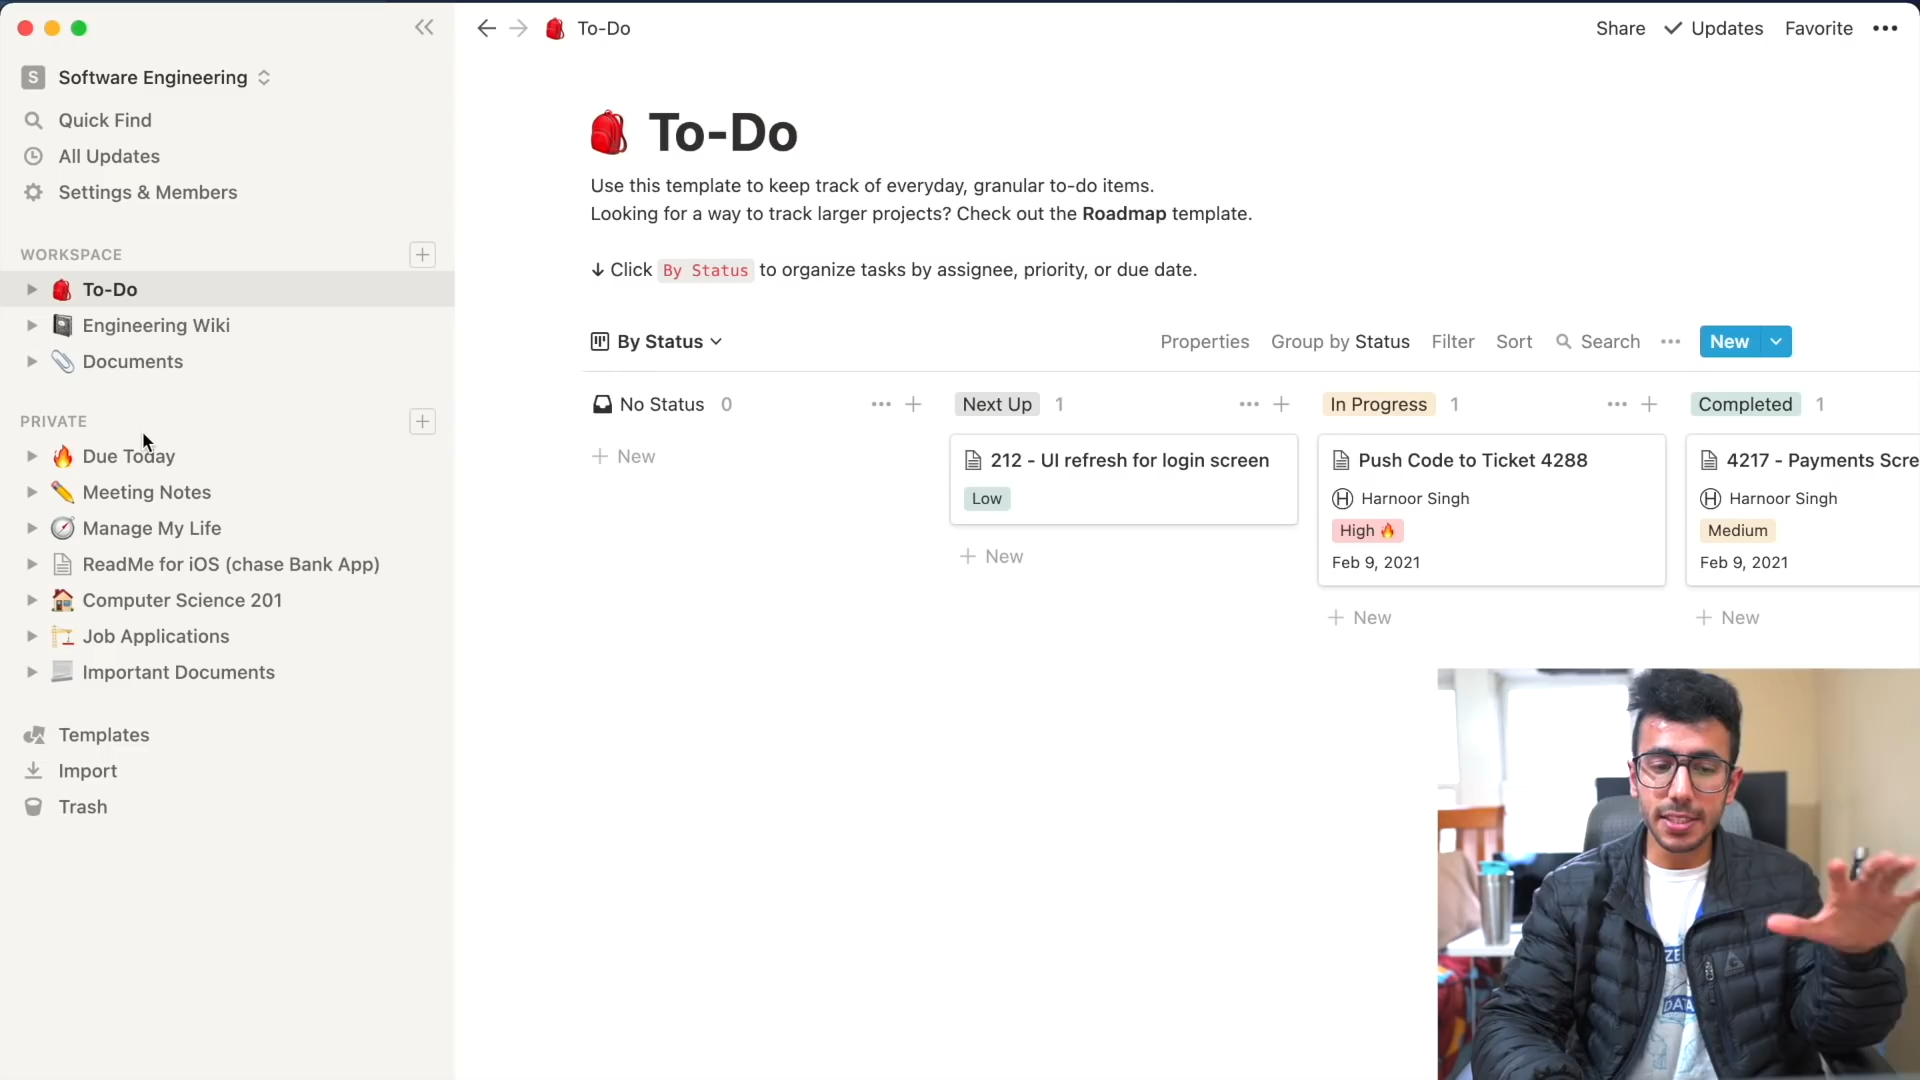 To-Do
Share
Updates
Favorite
S
Software Engineering
Quick Find
All Updates
Settings & Members
WORKSPACE
To-Do
Engineering Wiki
Documents
PRIVATE
Due Today
Meeting Notes
Manage My Life
ReadMe for iOS (chase Bank App)
Computer Science 201
Job Applications
Important Documents
Templates
Import
Trash
To-Do
Use this template to keep track of everyday, granular to-do items.
Looking for a way to track larger projects? Check out the Roadmap template.
↓ Click By Status to organize tasks by assignee, priority, or due date.
By Status
Properties
Group by Status
Filter
Sort
Search
New
No Status 0
+ New
Next Up 1
212 - UI refresh for login screen
Low
+ New
In Progress 1
Push Code to Ticket 4288
H Harnoor Singh
High
Feb 9, 2021
+ New
Completed 1
4217 - Payments Scre
H Harnoor Singh
Medium
Feb 9, 2021
+ New
DATA